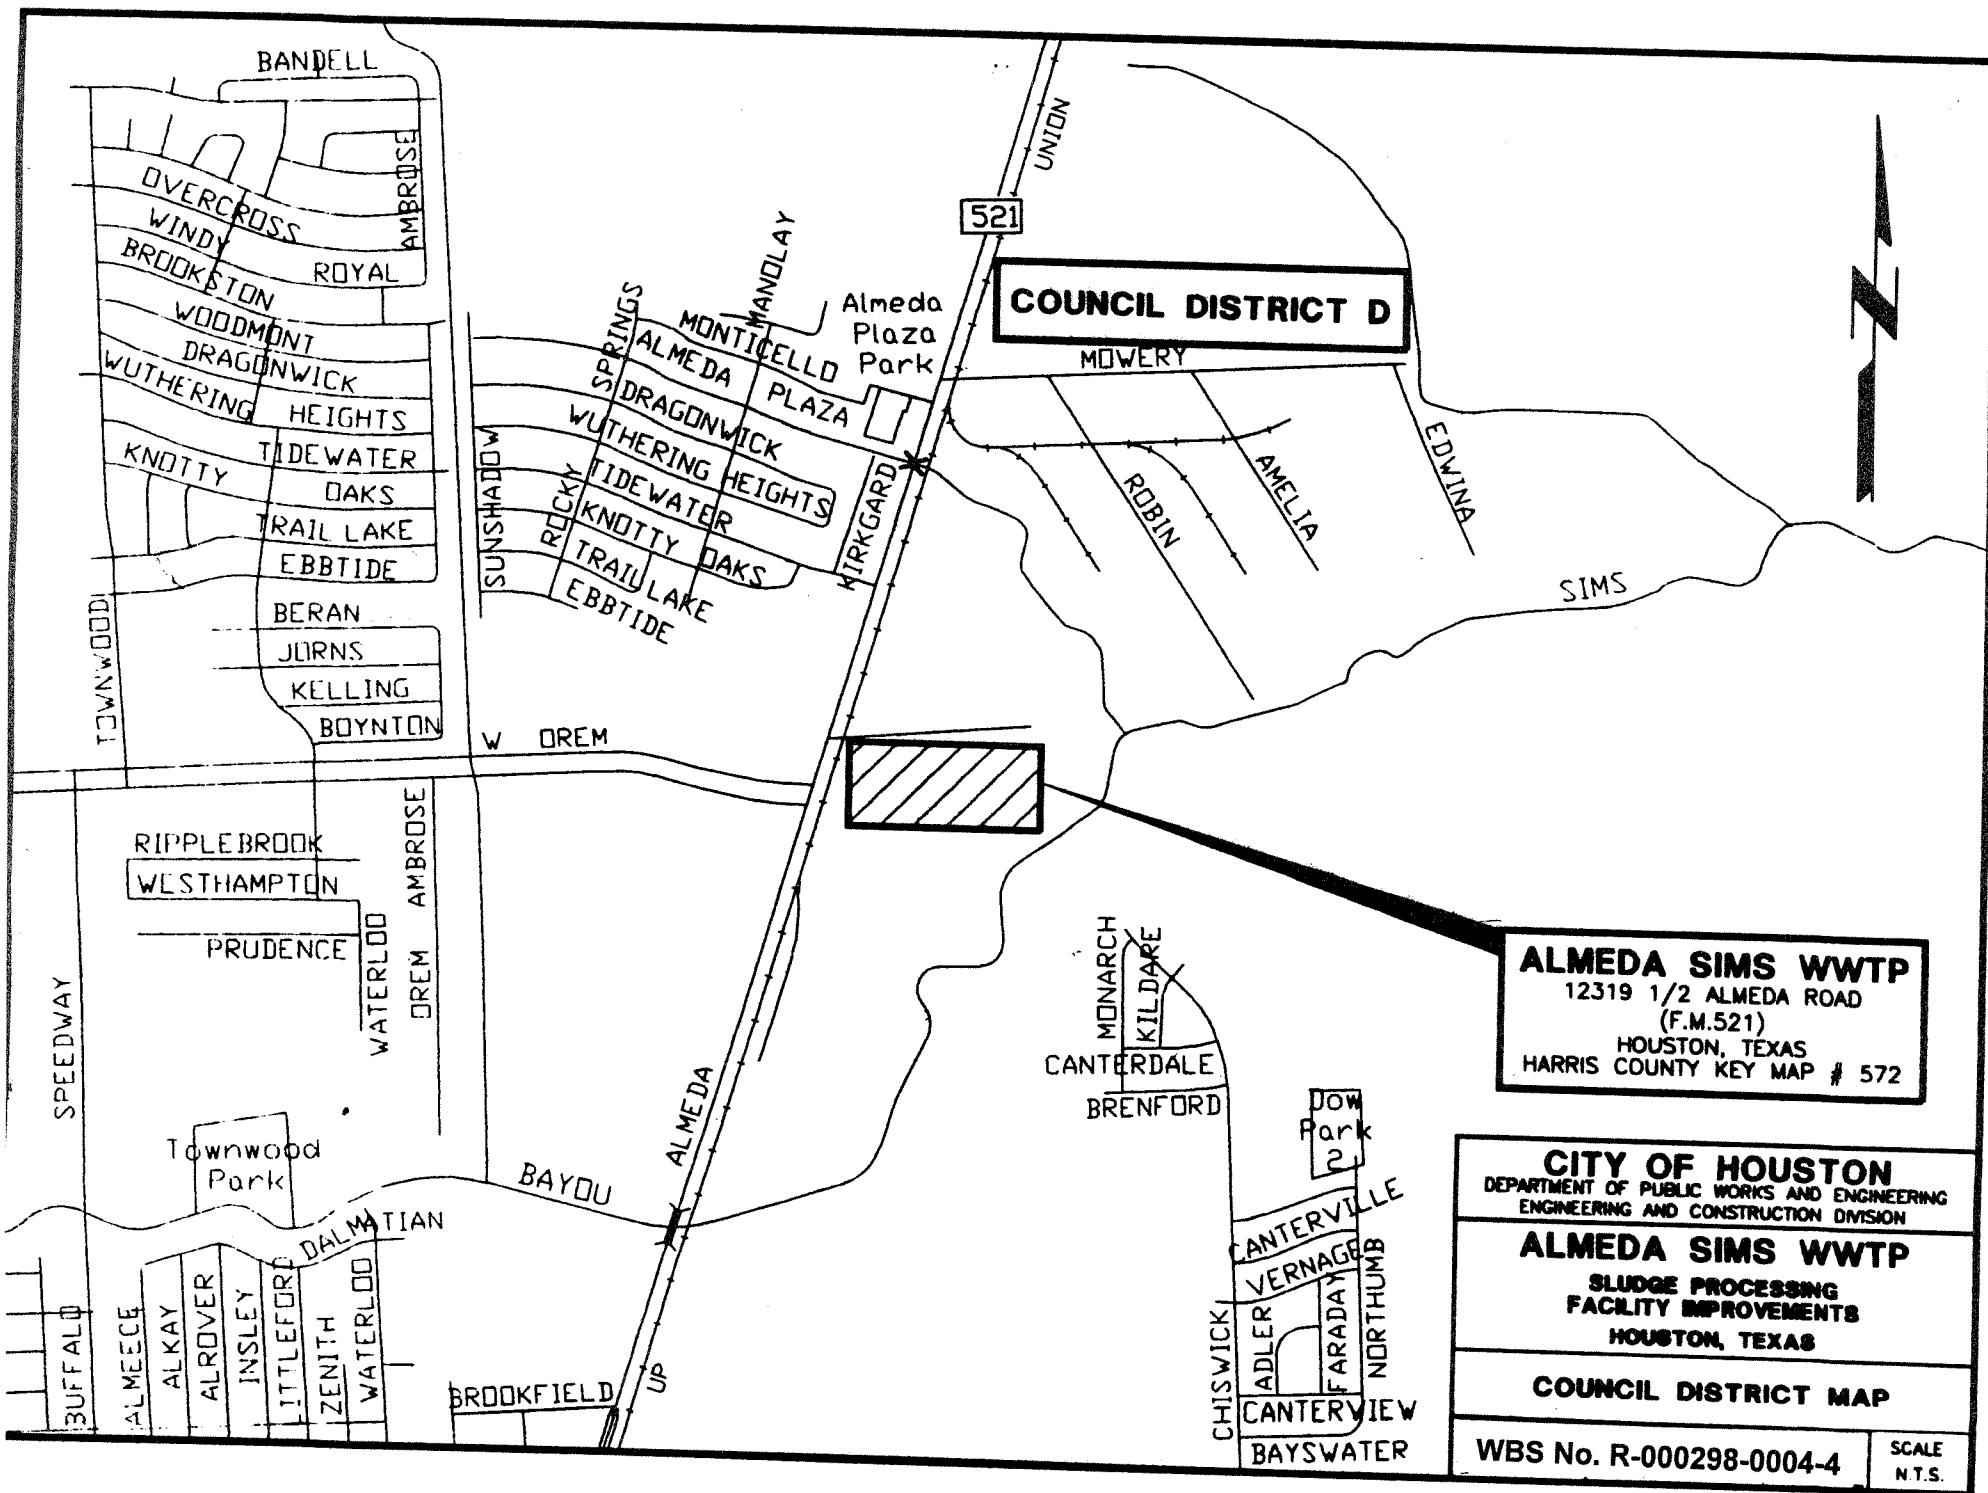 BANDELL
AMBROSE
OVERCROSS
WINDY
ROYAL
BROOKSTON
WOODMONT
DRAGONWICK
WUTHERING
HEIGHTS
TIDEWATER
KNOTTY
OAKS
TRAIL LAKE
EBBTIDE
BERAN
JORNS
KELLING
BOYNTON
TOWNWOOD
SUNSHADOW
ROCKY
SPRINGS
MANOLAY
MONTICELLO
ALMEDA PLAZA
DRAGONWICK
WUTHERING HEIGHTS
TIDEWATER
KNOTTY OAKS
TRAIL LAKE
EBBTIDE
KIRKGARD
Almeda
Plaza
Park
UNION
521
COUNCIL DISTRICT D
MOWERY
ROBIN
AMELIA
EDWINA
SIMS
N
W OREM
RIPPLEBROOK
WESTHAMPTON
PRUDENCE
WATERLOO
OREM AMBROSE
SPEEDWAY
Townwood
Park
ALMEDA
BAYOU
DALMATIAN
BUFFALO
ALMEECE
ALKAY
ALROVER
INSLEY
LITTLEFORD
ZENITH
WATERLOO
BROOKFIELD
UP
MONARCH
KILDARE
CANTERDALE
BRENFORD
Dow
Park
2
CANTERVILLE
VERNAGE
CHISWICK
ADLER
FARADAY
NORTHUMB
CANTERVIEW
BAYSWATER
ALMEDA SIMS WWTP
12319 1/2 ALMEDA ROAD
(F.M.521)
HOUSTON, TEXAS
HARRIS COUNTY KEY MAP # 572
CITY OF HOUSTON
DEPARTMENT OF PUBLIC WORKS AND ENGINEERING
ENGINEERING AND CONSTRUCTION DIVISION
ALMEDA SIMS WWTP
SLUDGE PROCESSING
FACILITY IMPROVEMENTS
HOUSTON, TEXAS
COUNCIL DISTRICT MAP
WBS No. R-000298-0004-4
SCALE
N.T.S.